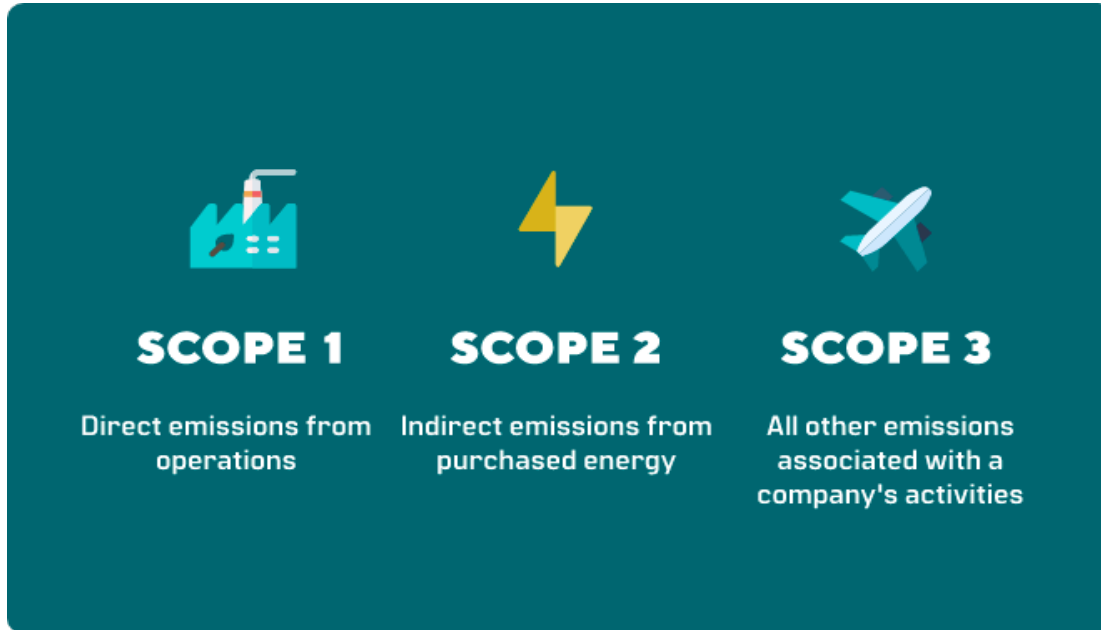 SCOPE 1
Direct emissions from
operations
SCOPE 2
Indirect emissions from
purchased energy
SCOPE 3
All other emissions
associated with a
company's activities